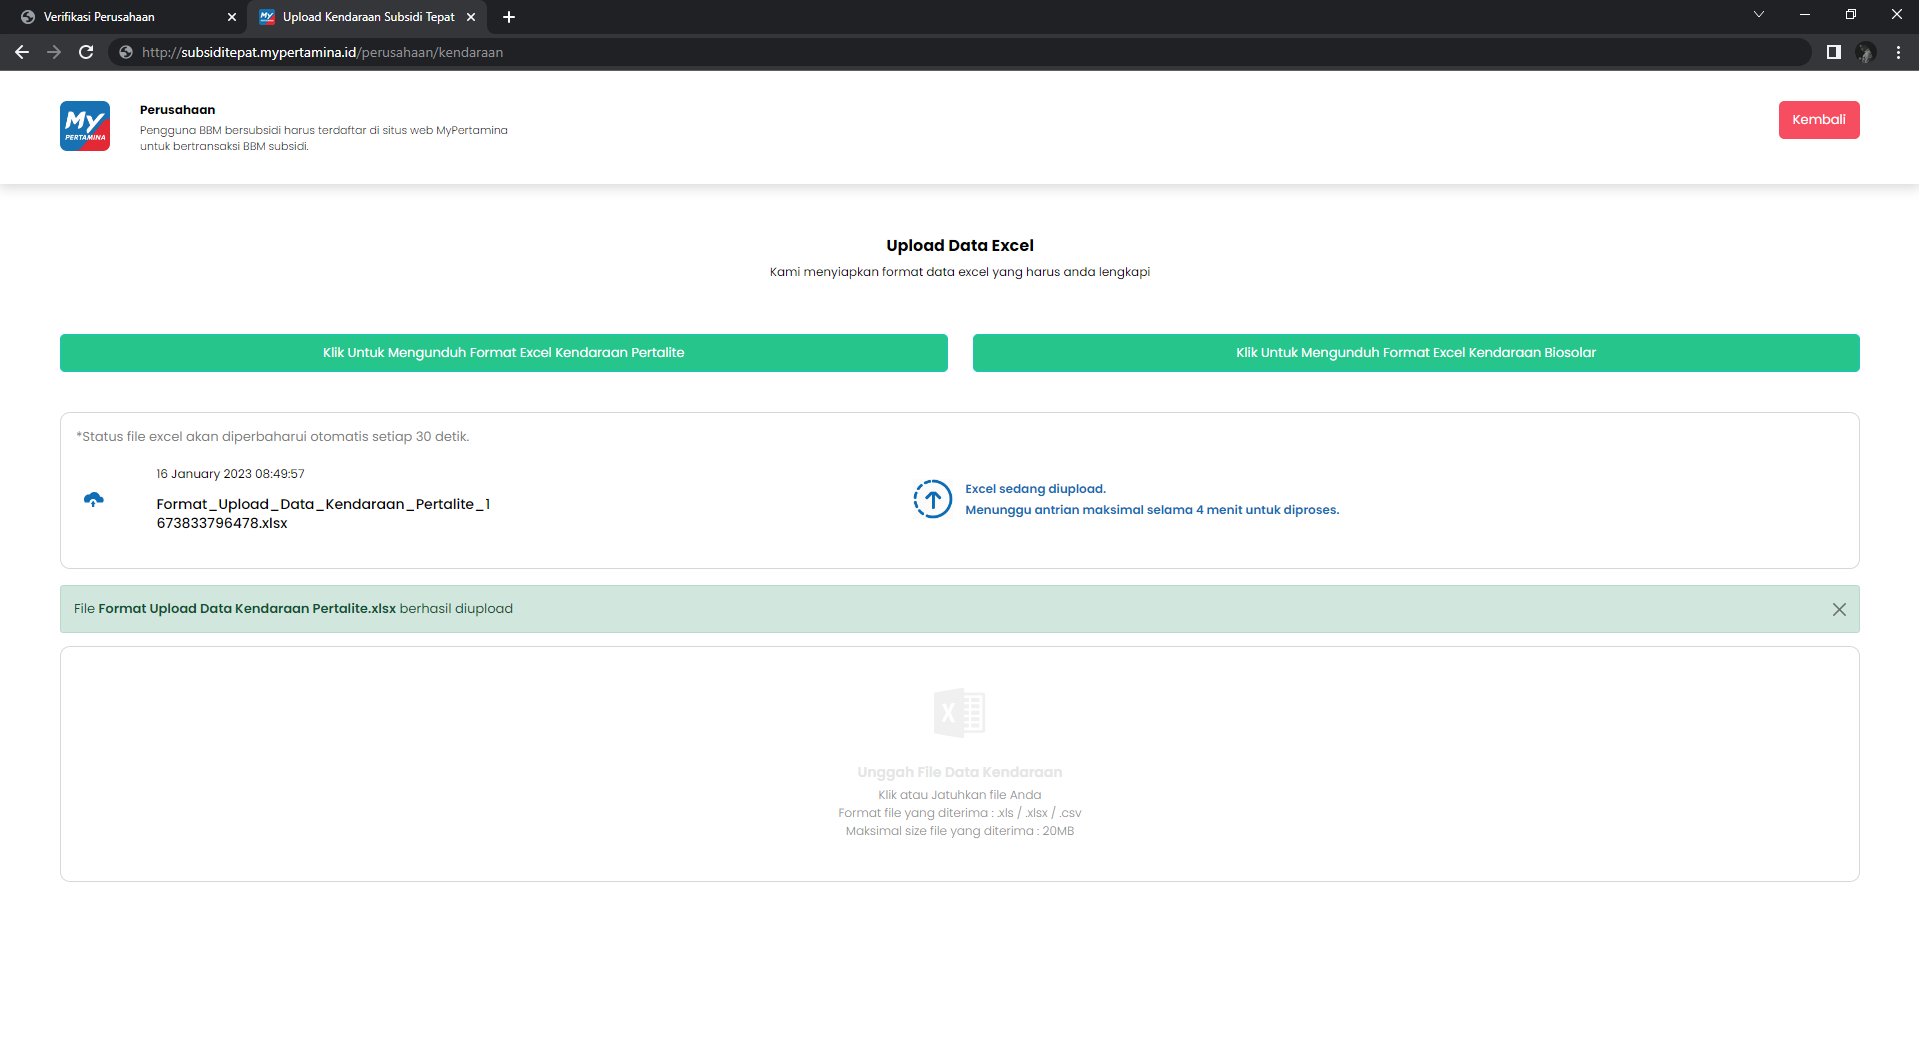 Verifikasi Perusahaan
Upload Kendaraan Subsidi Tepat
http://subsiditepat.mypertamina.id/perusahaan/kendaraan
My
PERTAMINA
Perusahaan
Pengguna BBM bersubsidi harus terdaftar di situs web MyPertamina
untuk bertransaksi BBM subsidi.
Kembali
Upload Data Excel
Kami menyiapkan format data excel yang harus anda lengkapi
Klik Untuk Mengunduh Format Excel Kendaraan Pertalite
Klik Untuk Mengunduh Format Excel Kendaraan Biosolar
*Status file excel akan diperbaharui otomatis setiap 30 detik.
16 January 2023 08:49:57
Format_Upload_Data_Kendaraan_Pertalite_1
673833796478.xlsx
Excel sedang diupload.
Menunggu antrian maksimal selama 4 menit untuk diproses.
File Format Upload Data Kendaraan Pertalite.xlsx berhasil diupload
X
Unggah File Data Kendaraan
Klik atau Jatuhkan file Anda
Format file yang diterima : .xls / .xlsx / .csv
Maksimal size file yang diterima : 20MB